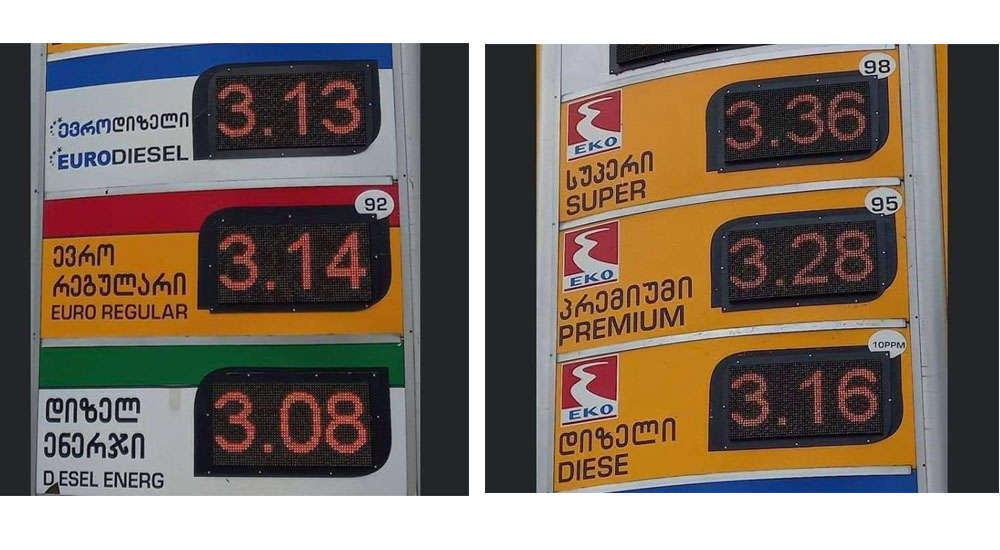 ევროდიზელი
EURODIESEL
3.13
92
ევრო
რეგულარი
EURO REGULAR
3.14
დიზელ
ენერჯი
D ESEL ENERG
3.08
98
EKO
სუპერი
SUPER
3.36
95
EKO
პრემიუმი
PREMIUM
3.28
10PPM
EKO
დიზელი
DIESE
3.16